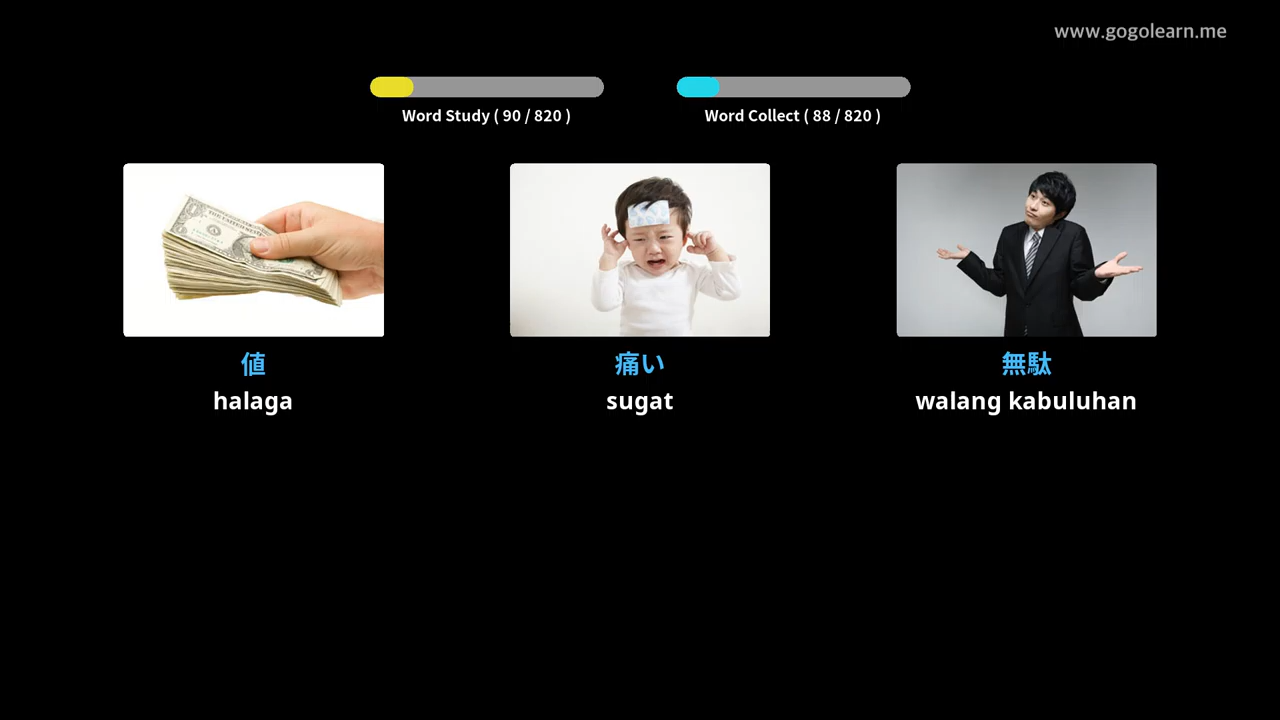 www.gogolearn.me
Word Study ( 90 / 820 )
Word Collect ( 88 / 820 )
値
halaga
痛い
sugat
無駄
walang kabuluhan